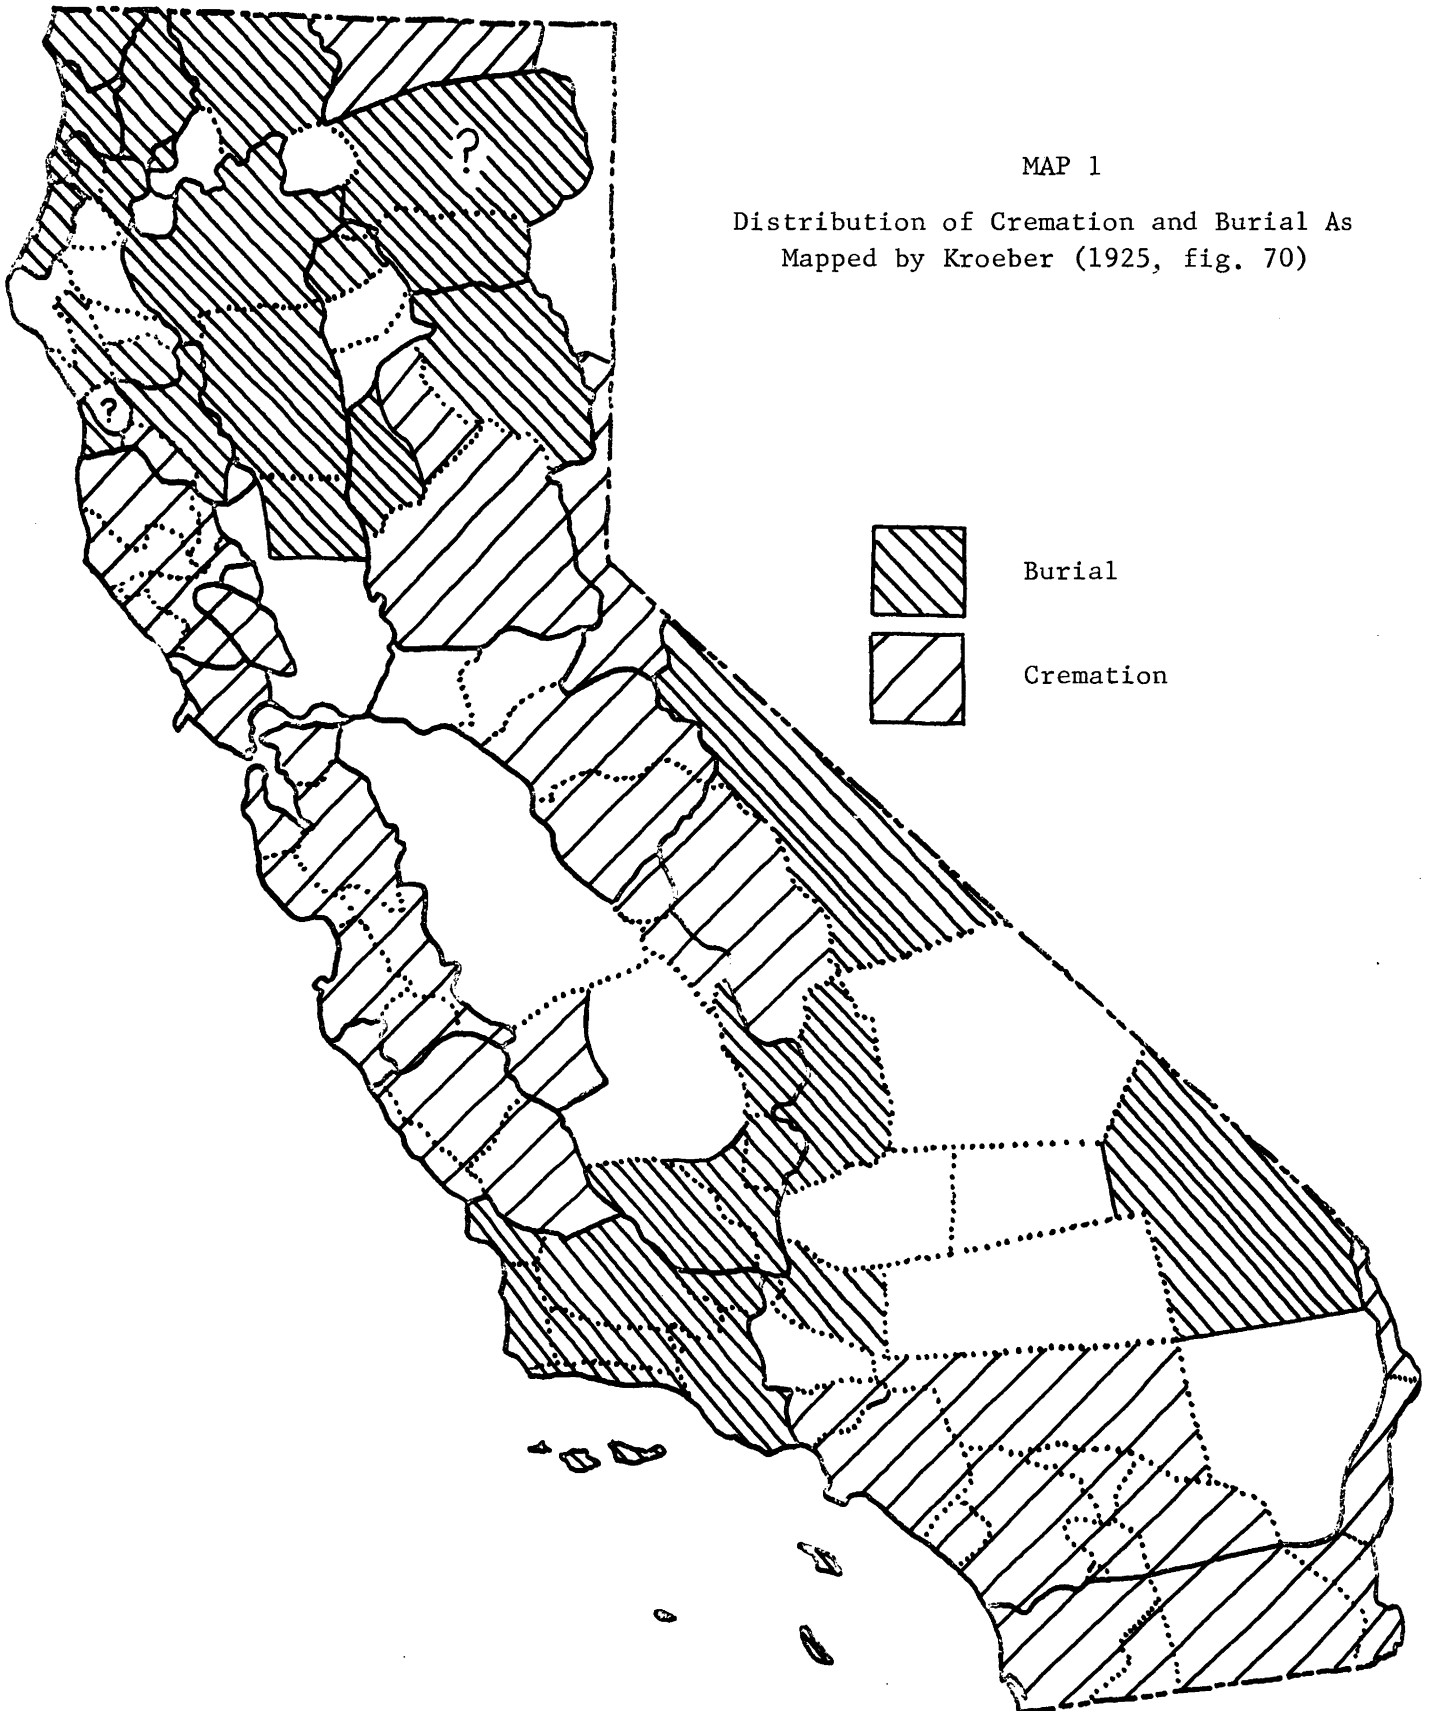 MAP 1
Distribution of Cremation and Burial As
Mapped by Kroeber (1925, fig. 70)
?
?
Burial
Cremation